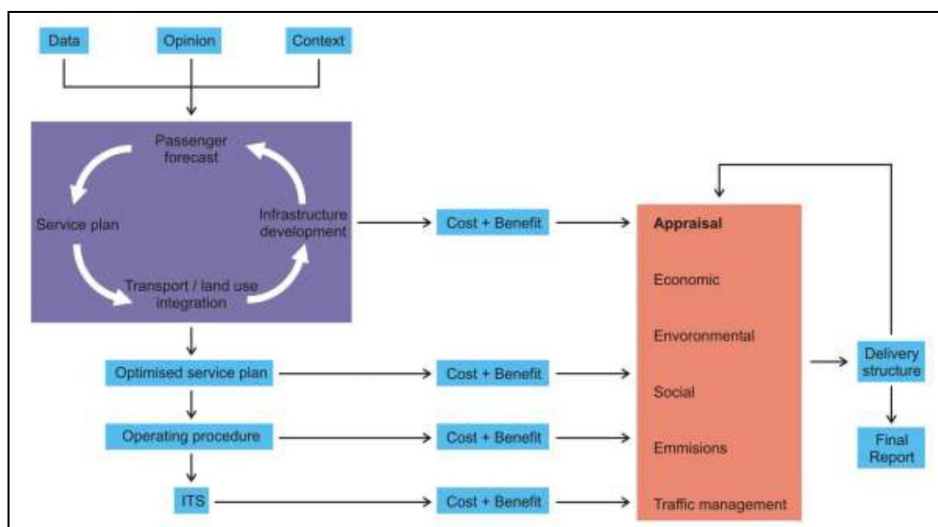 Data
Opinion
Context
Passenger
forecast
Service plan
Infrastructure
development
Transport / land use
integration
Cost + Benefit
Appraisal
Economic
Envoronmental
Social
Emmisions
Traffic management
Optimised service plan
Cost + Benefit
Operating procedure
Cost + Benefit
ITS
Cost + Benefit
Delivery
structure
Final
Report